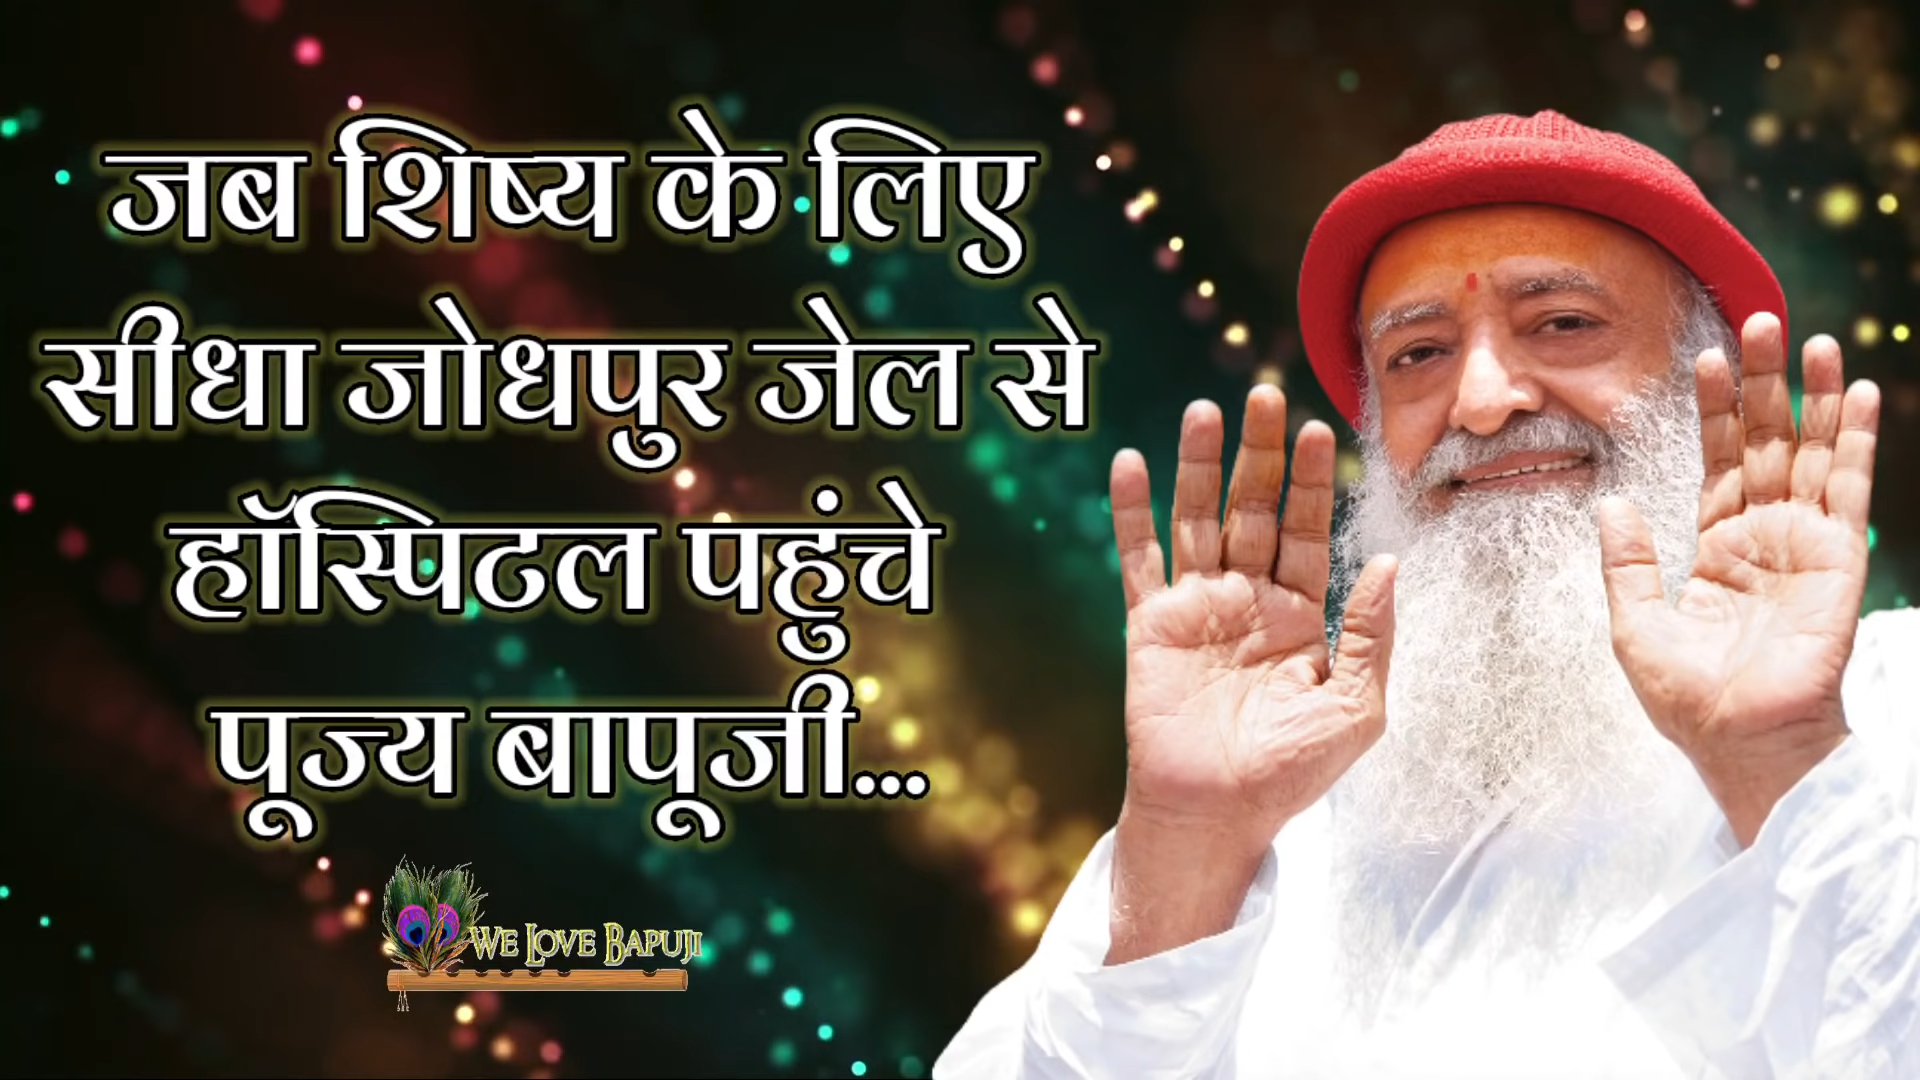 जब शिष्य के लिए
सीधा जोधपुर जेल से
हॉस्पिटल पहुंचे
पूज्य बापूजी...
WE LOVE BAPUJI